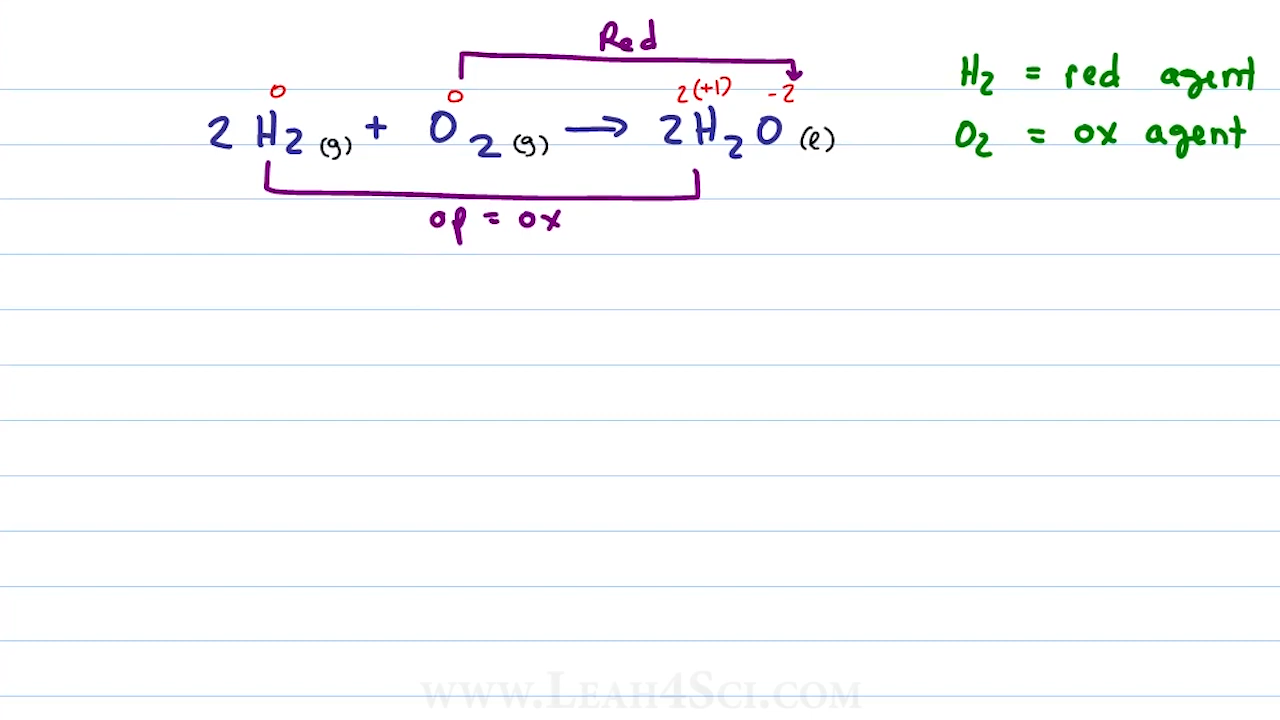 Red
H2 = red agent
0 0 2(+1) -2
2 H2 (g) + O2 (g) → 2H2O (l)
O2 = ox agent
op = ox
www.Leah4Sci.com